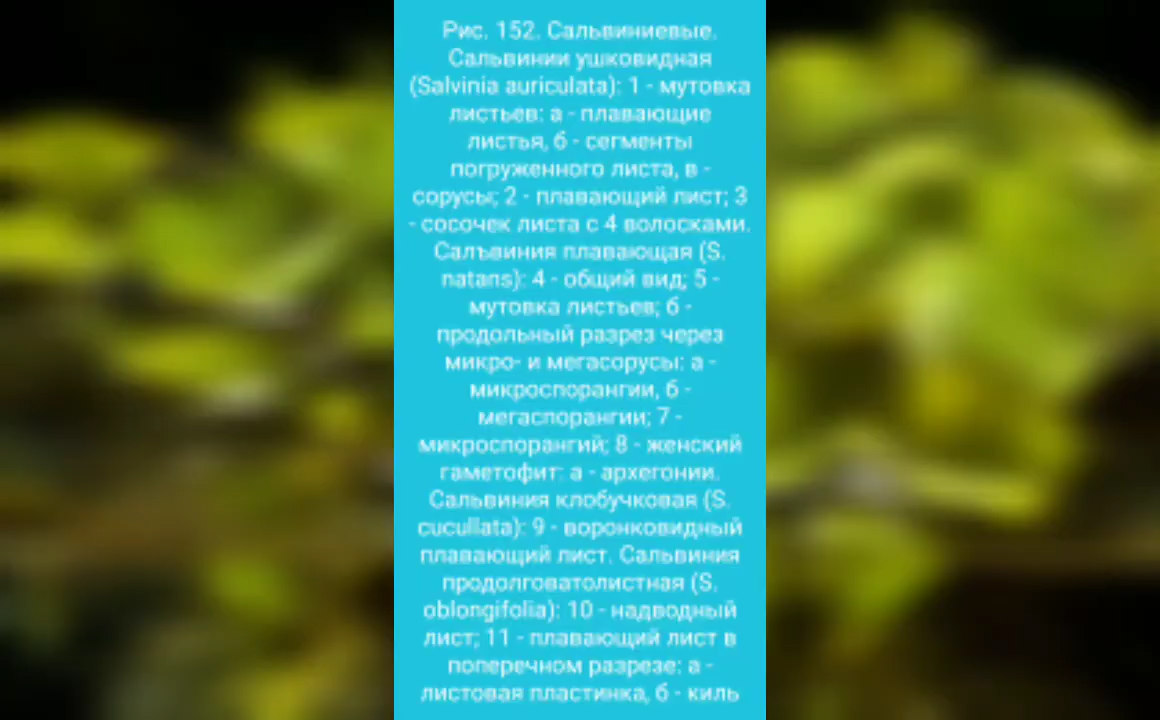 Рис. 152. Сальвиниевые.
Сальвинии ушковидная
(Salvinia auriculata): 1 - мутовка
листьев: а - плавающие
листья, б - сегменты
погруженного листа, в -
сорусы; 2 - плавающий лист; 3
- сосочек листа с 4 волосками.
Салъвиния плавающая (S.
natans): 4 - общий вид; 5 -
мутовка листьев; б -
продольный разрез через
микро- и мегасорусы: а -
микроспорангии, б -
мегаспорангии; 7 -
микроспорангий; 8 - женский
гаметофит: а - архегонии.
Сальвиния клобучковая (S.
cucullata): 9 - воронковидный
плавающий лист. Сальвиния
продолговатолистная (S.
oblongifolia): 10 - надводный
лист; 11 - плавающий лист в
поперечном разрезе: а -
листовая пластинка, б - киль